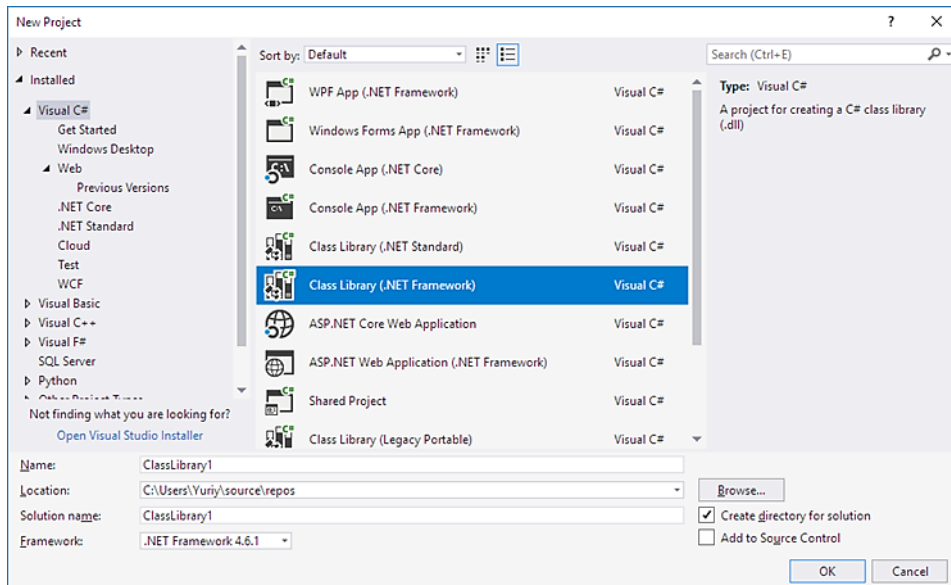 New Project
? ×
Recent
Installed
Visual C#
Get Started
Windows Desktop
Web
Previous Versions
.NET Core
.NET Standard
Cloud
Test
WCF
Visual Basic
Visual C++
Visual F#
SQL Server
Python
Other Project Types
Not finding what you are looking for?
Open Visual Studio Installer
Sort by: Default
WPF App (.NET Framework) Visual C#
Windows Forms App (.NET Framework) Visual C#
Console App (.NET Core) Visual C#
Console App (.NET Framework) Visual C#
Class Library (.NET Standard) Visual C#
Class Library (.NET Framework) Visual C#
ASP.NET Core Web Application Visual C#
ASP.NET Web Application (.NET Framework) Visual C#
Shared Project Visual C#
Class Library (Legacy Portable) Visual C#
Search (Ctrl+E)
Type: Visual C#
A project for creating a C# class library
(.dll)
Name: ClassLibrary1
Location: C:\Users\Yuriy\source\repos
Browse...
Solution name: ClassLibrary1
Create directory for solution
Framework: .NET Framework 4.6.1
Add to Source Control
OK Cancel